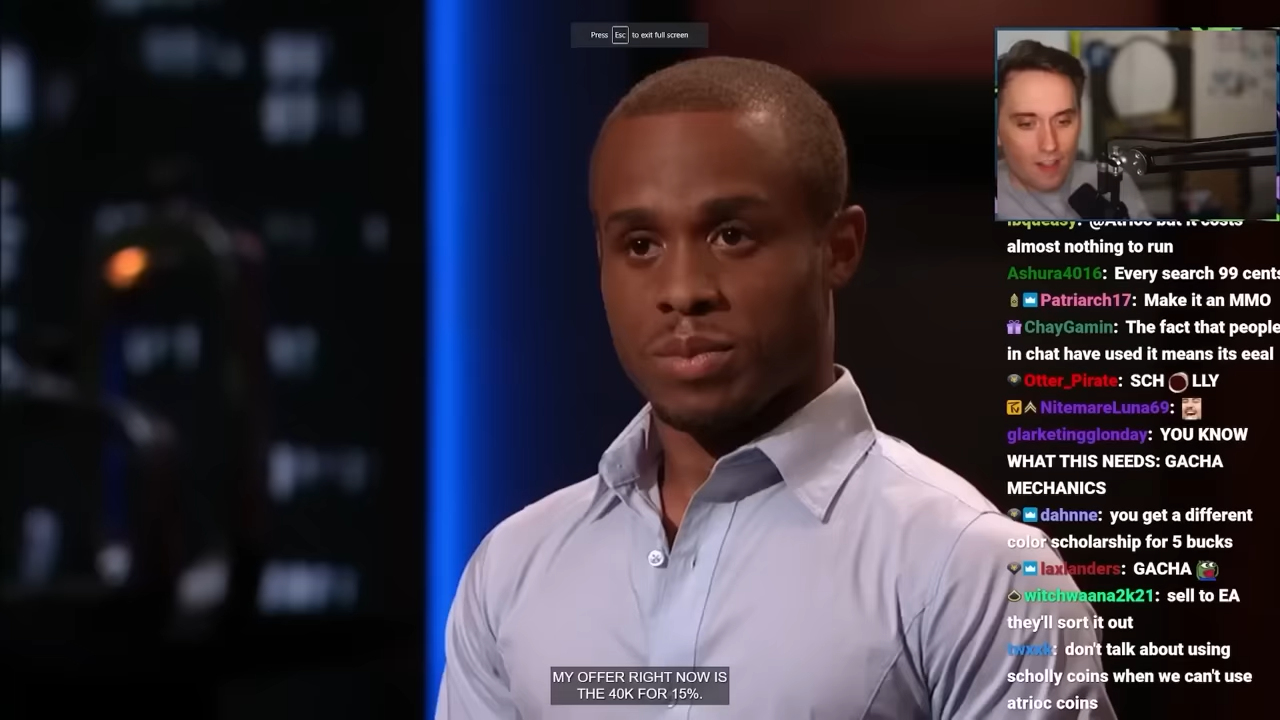 Press Esc to exit full screen
@Atrioc but it costs
almost nothing to run
Ashura4016: Every search 99 cents
Patriarch17: Make it an MMO
ChayGamin: The fact that people
in chat have used it means its eeal
Otter_Pirate: SCH LLY
NitemareLuna69:
glarketingglonday: YOU KNOW
WHAT THIS NEEDS: GACHA
MECHANICS
dahnne: you get a different
color scholarship for 5 bucks
laxlanders: GACHA
witchwaana2k21: sell to EA
they'll sort it out
don't talk about using
scholly coins when we can't use
atrioc coins
MY OFFER RIGHT NOW IS
THE 40K FOR 15%.